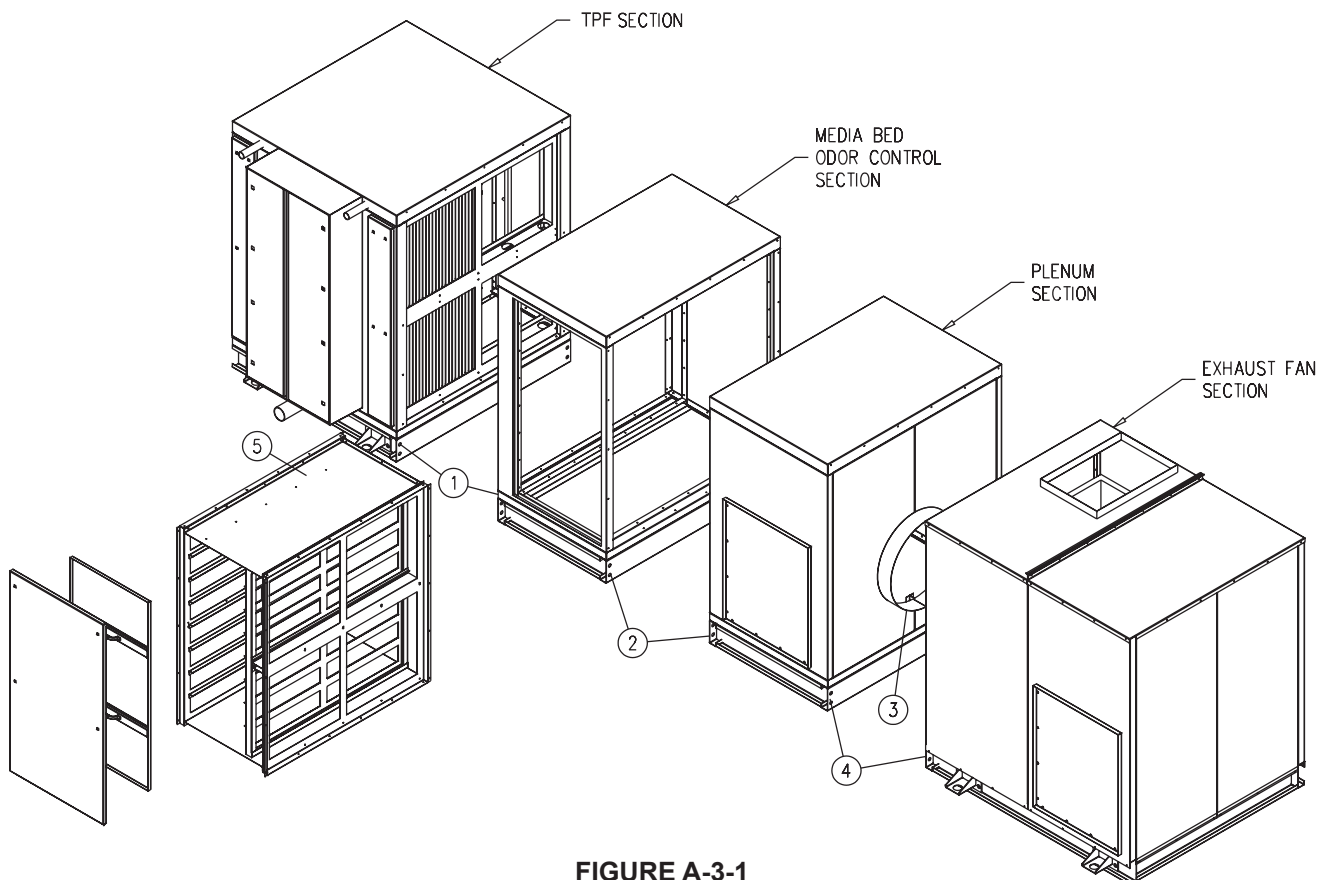 TPF SECTION
MEDIA BED
ODOR CONTROL
SECTION
PLENUM
SECTION
EXHAUST FAN
SECTION
5
1
2
3
4
FIGURE A-3-1